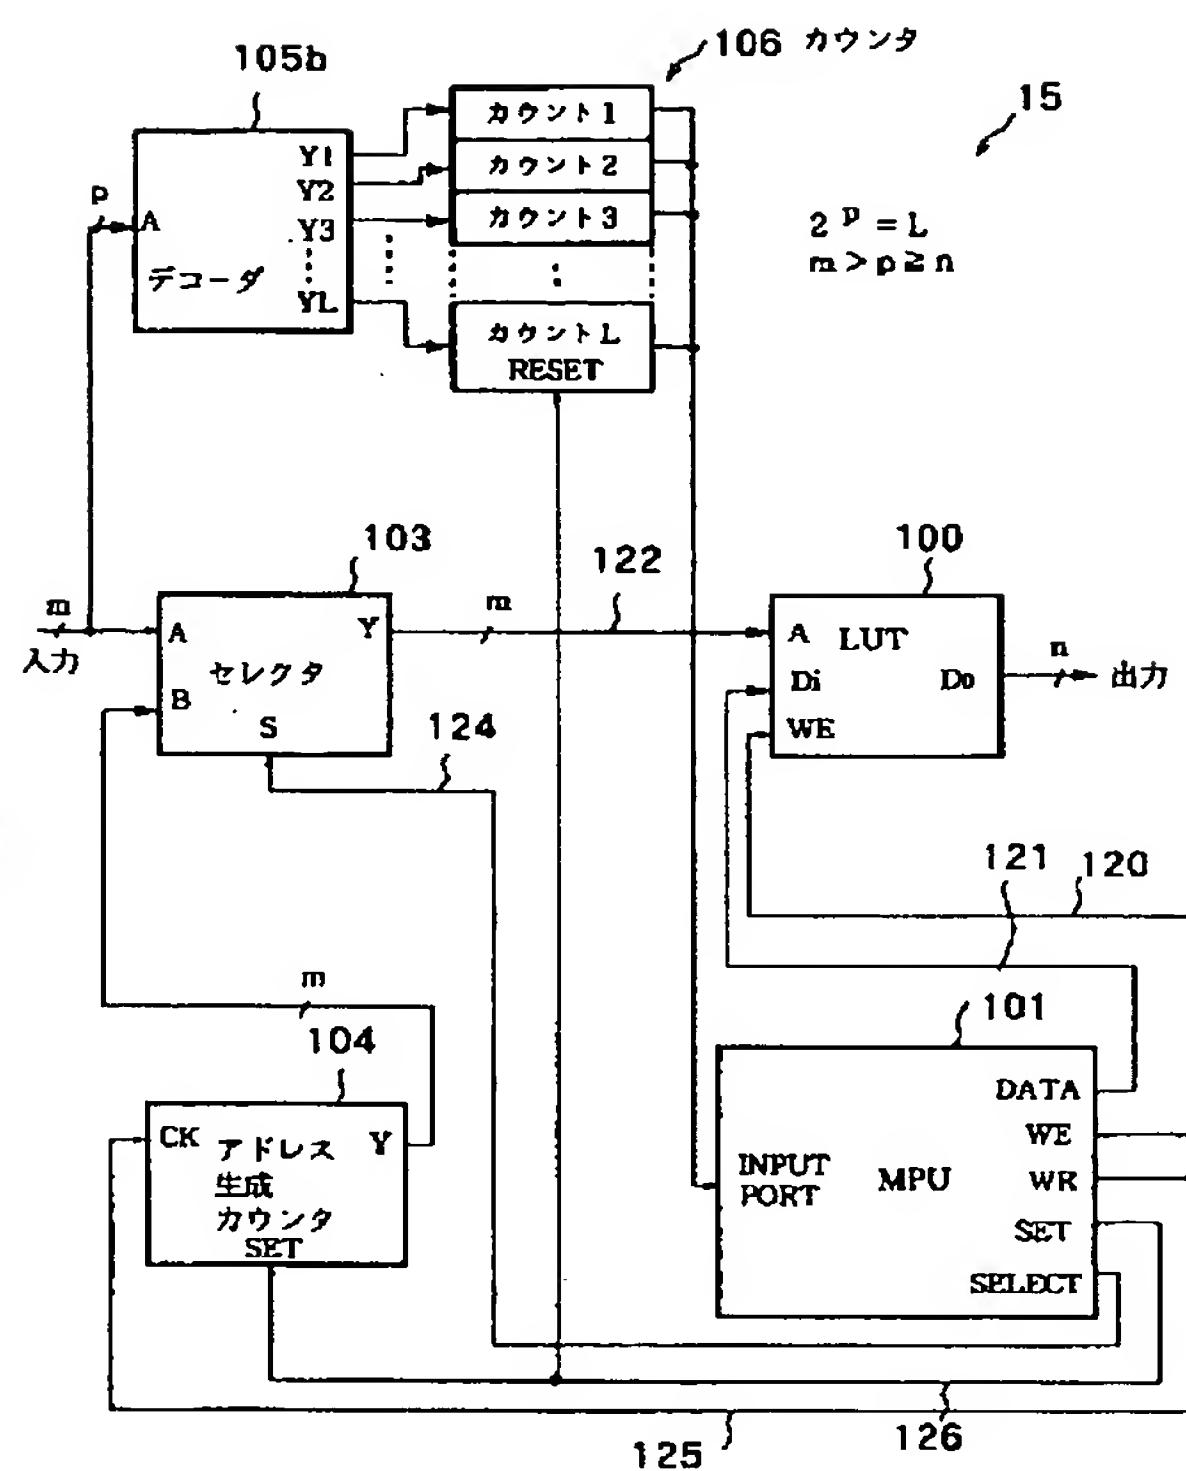 106 カウンタ
105b
15
カウント1
カウント2
カウント3
カウントL
RESET
Y1
Y2
Y3
YL
p
A
デコーダ
2^p = L
m > p ≥ n
103
122
100
m
入力
A
Y
セレクタ
B
S
m
A
LUT
Di
Do
WE
n
出力
124
121
120
m
104
101
CK
アドレス
Y
生成
カウンタ
SET
INPUT
PORT
MPU
DATA
WE
WR
SET
SELECT
125
126